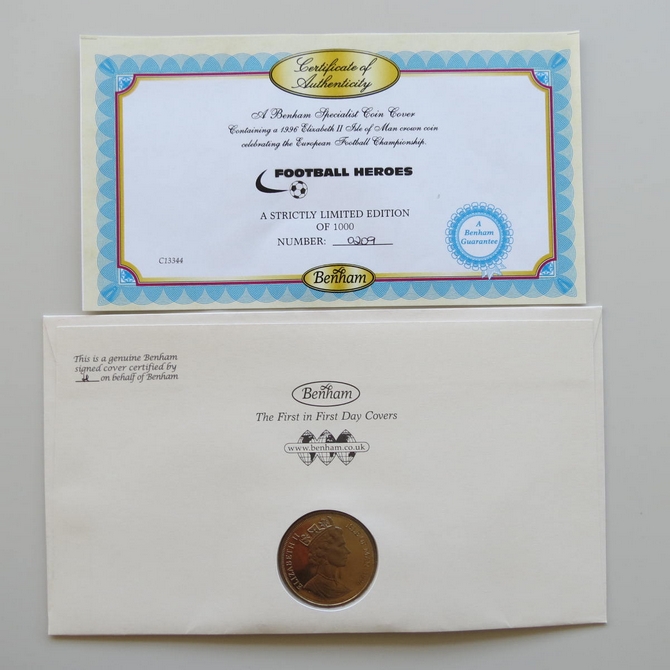 Certificate of
Authenticity
A Benham Specialist Coin Cover
Containing a 1996 Elizabeth II Isle of Man crown coin
celebrating the European Football Championship.
FOOTBALL HEROES
A STRICTLY LIMITED EDITION
OF 1000
NUMBER: 0209
A
Benham
Guarantee
C13344
Benham
This is a genuine Benham
signed cover certified by
on behalf of Benham
Benham
The First in First Day Covers
www.benham.co.uk
ELIZABETH II